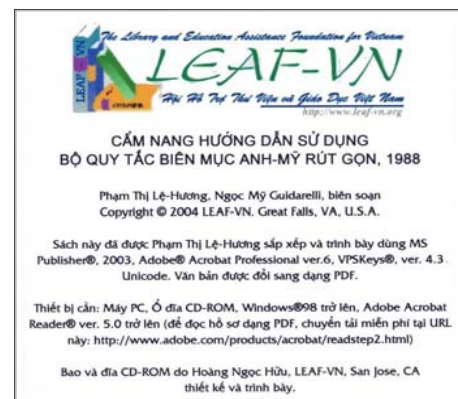 The Library and Education Assistance Foundation for Vietnam
LEAF-VN
LEAF-VN
Hội Hỗ Trợ Thư Viện và Giáo Dục Việt Nam
http://www.leaf-vn.org
CẨM NANG HƯỚNG DẪN SỬ DỤNG
BỘ QUY TẮC BIÊN MỤC ANH-MỸ RÚT GỌN, 1988
Phạm Thị Lệ-Hương, Ngọc Mỹ Guidarelli, biên soạn
Copyright © 2004 LEAF-VN. Great Falls, VA, U.S.A.
Sách này đã được Phạm Thị Lệ-Hương sắp xếp và trình bày dùng MS
Publisher®, 2003, Adobe® Acrobat Professional ver.6, VPSKeys®, ver. 4.3
Unicode. Văn bản được đổi sang dạng PDF.
Thiết bị cần: Máy PC, Ổ đĩa CD-ROM, Windows®98 trở lên, Adobe Acrobat
Reader® ver. 5.0 trở lên (để đọc hồ sơ dạng PDF, chuyển tải miễn phí tại URL
này: http://www.adobe.com/products/acrobat/readstep2.html)
Bao và đĩa CD-ROM do Hoàng Ngọc Hữu, LEAF-VN, San Jose, CA
thiết kế và trình bày.